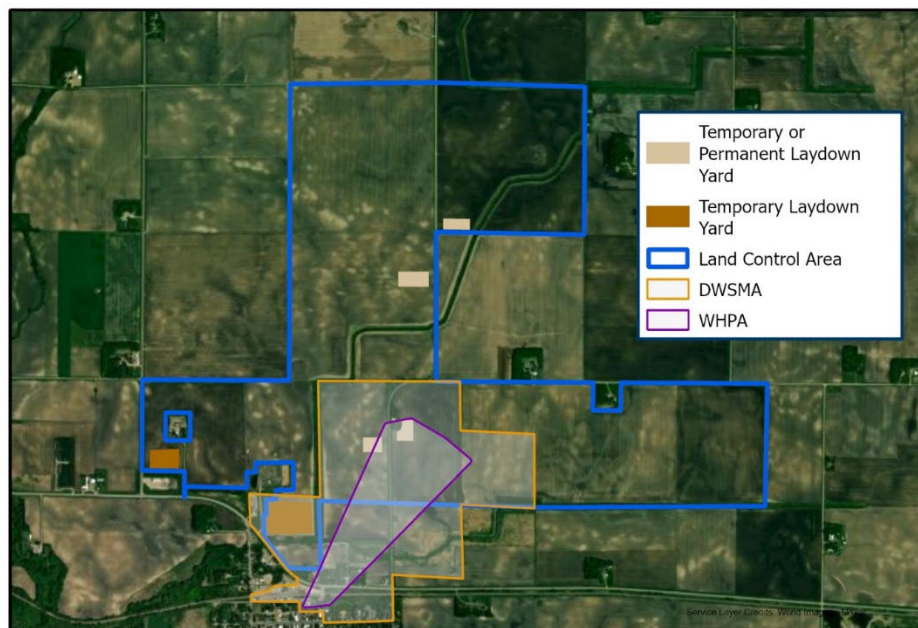 Temporary or
Permanent Laydown
Yard
Temporary Laydown
Yard
Land Control Area
DWSMA
WHPA
Service Layer Credits: World Imagery: